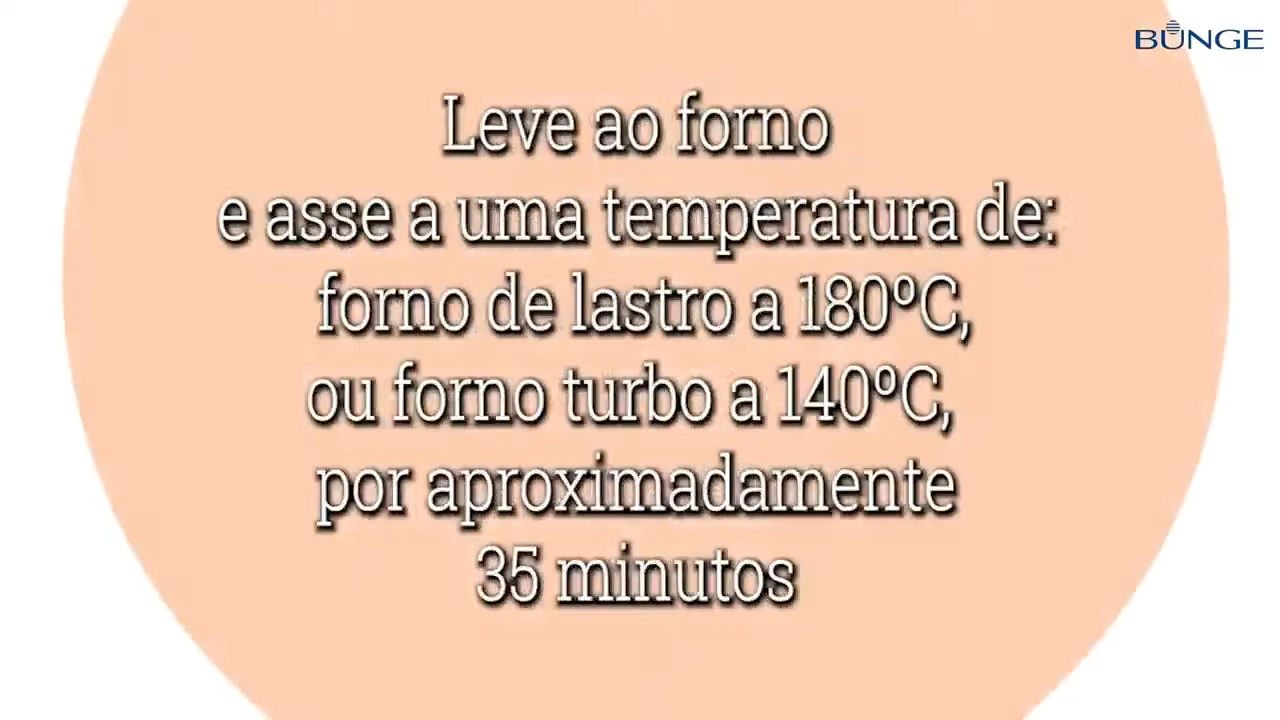 BUNGE
Leve ao forno
e asse a uma temperatura de:
forno de lastro a 180ºC,
ou forno turbo a 140ºC,
por aproximadamente
35 minutos